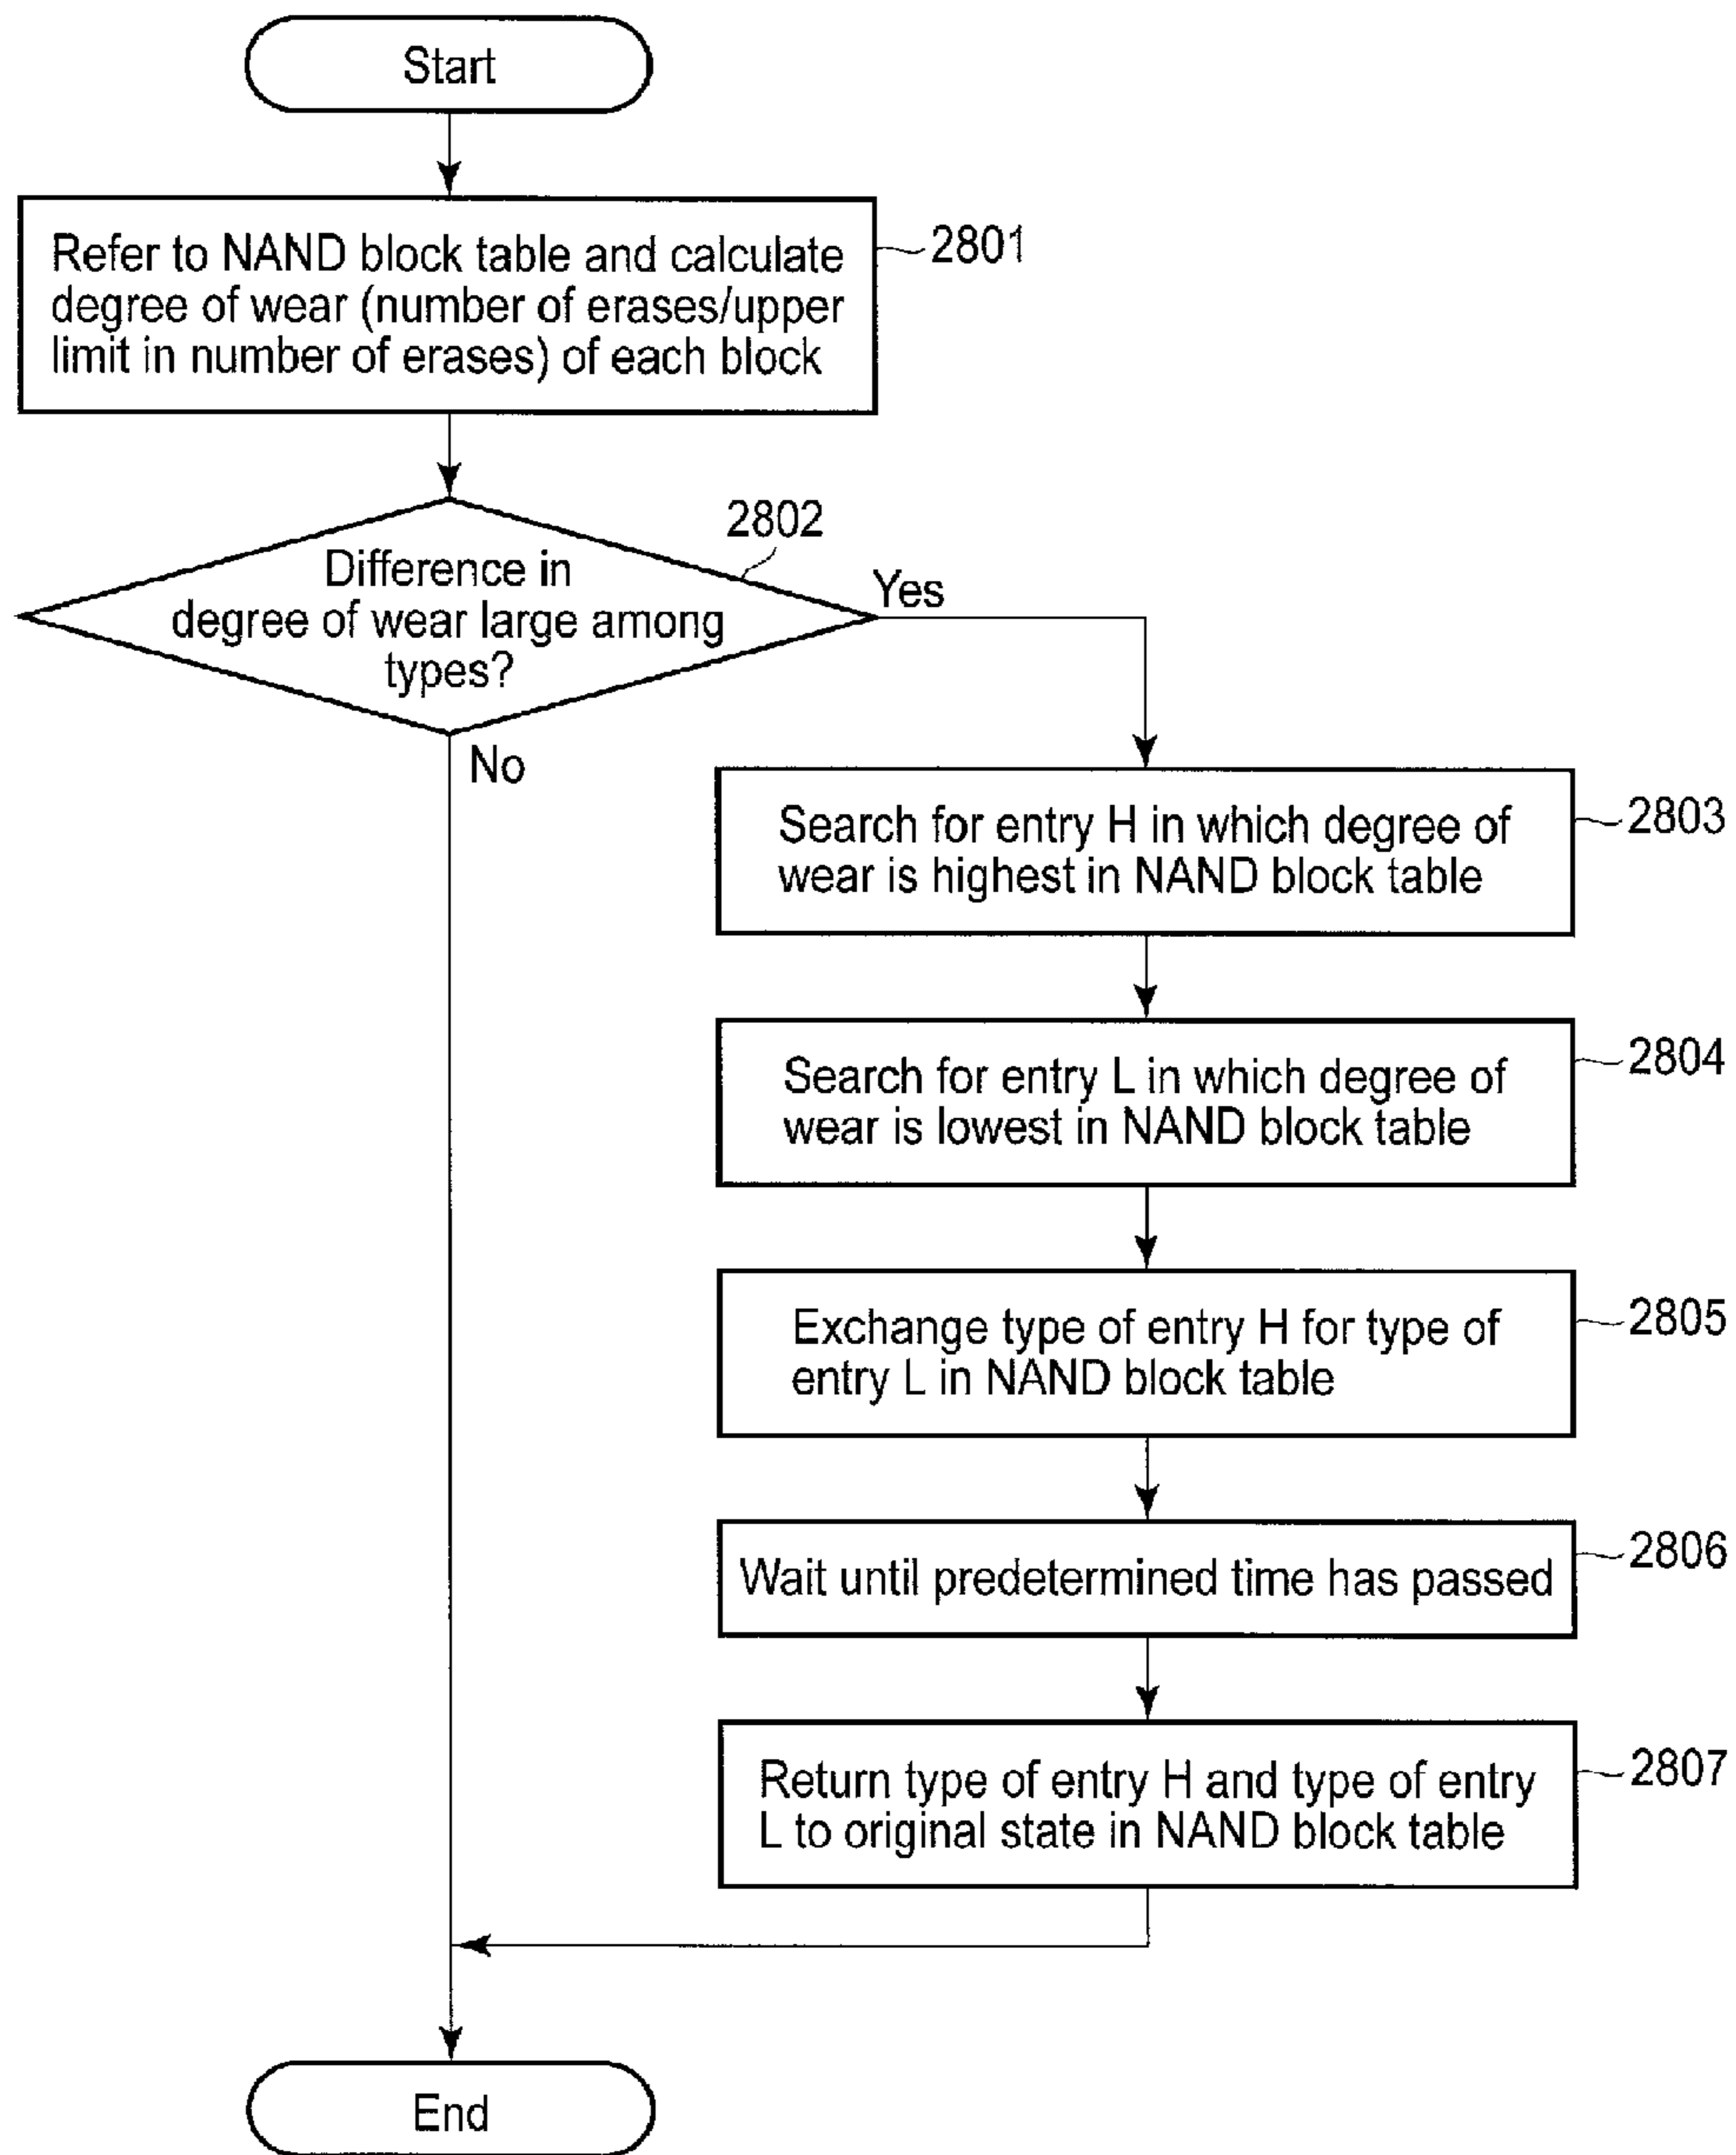 Start
Refer to NAND block table and calculate
degree of wear (number of erases/upper
limit in number of erases) of each block
2801
2802
Difference in
degree of wear large among
types?
Yes
No
Search for entry H in which degree of
wear is highest in NAND block table
2803
Search for entry L in which degree of
wear is lowest in NAND block table
2804
Exchange type of entry H for type of
entry L in NAND block table
2805
Wait until predetermined time has passed
2806
Return type of entry H and type of entry
L to original state in NAND block table
2807
End